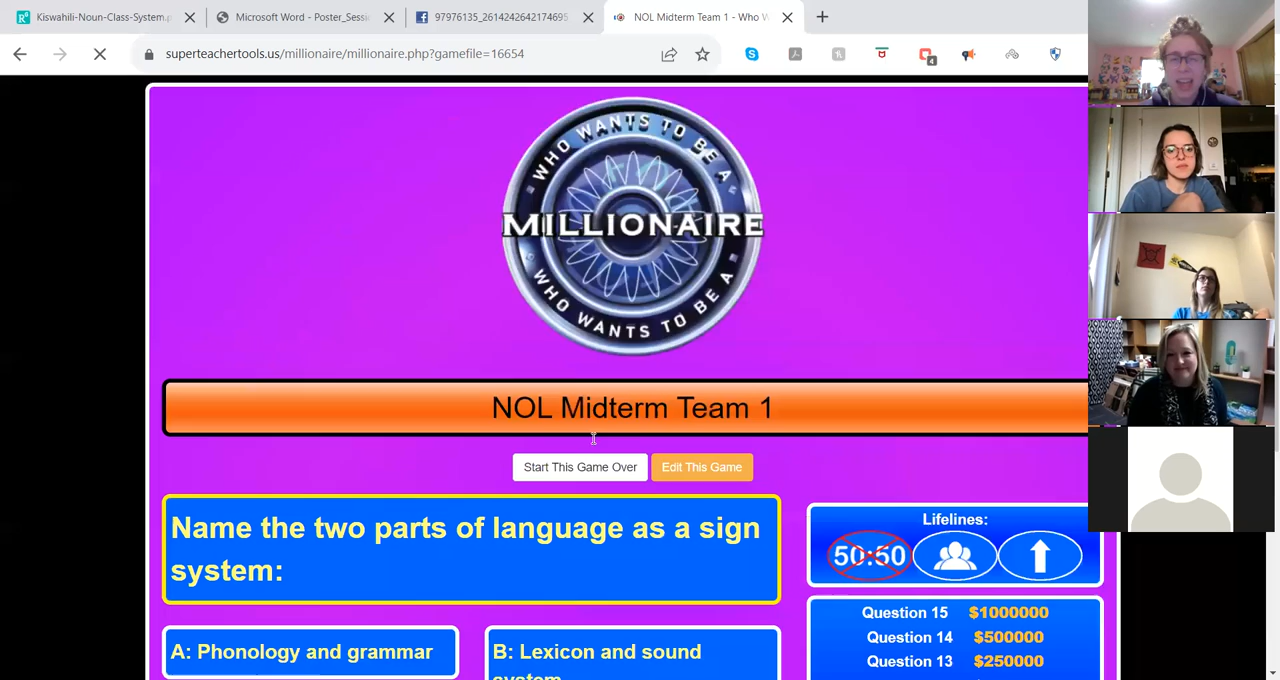 Kiswahili-Noun-Class-System.p
Microsoft Word - Poster_Sessi
97976135_2614242642174695
NOL Midterm Team 1 - Who W
superteachertools.us/millionaire/millionaire.php?gamefile=16654
4
WHO WANTS TO BE A
MILLIONAIRE
WHO WANTS TO BE A
NOL Midterm Team 1
Start This Game Over
Edit This Game
Name the two parts of language as a sign
system:
Lifelines:
50:50
A: Phonology and grammar
B: Lexicon and sound
system
Question 15 $1000000
Question 14 $500000
Question 13 $250000